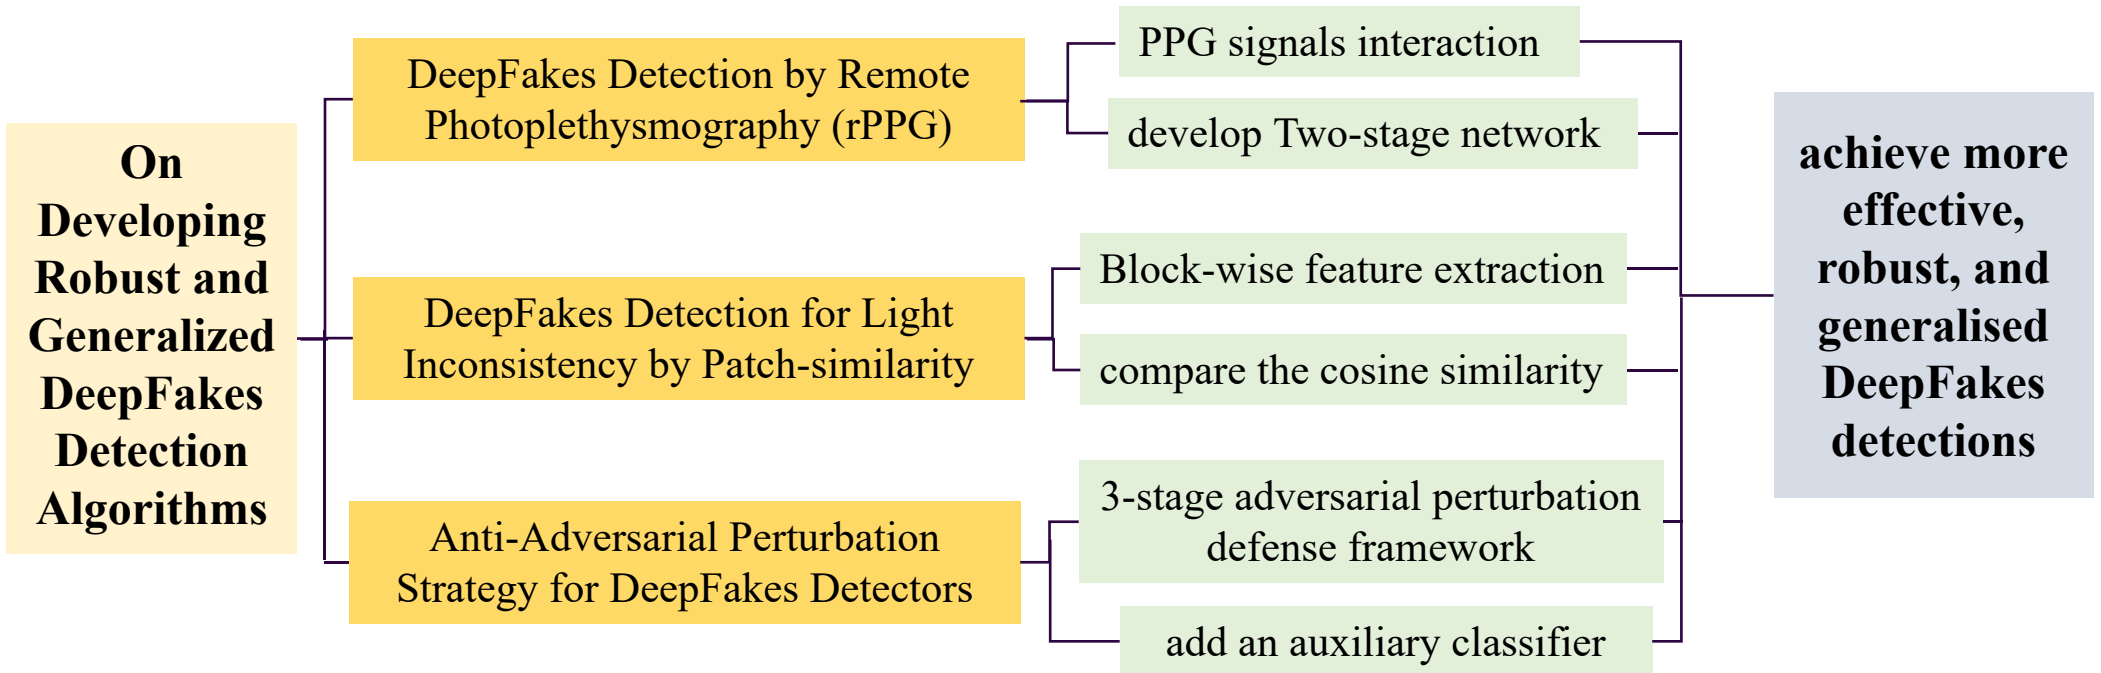 On
Developing
Robust and
Generalized
DeepFakes
Detection
Algorithms
DeepFakes Detection by Remote
Photoplethysmography (rPPG)
PPG signals interaction
develop Two-stage network
DeepFakes Detection for Light
Inconsistency by Patch-similarity
Block-wise feature extraction
compare the cosine similarity
Anti-Adversarial Perturbation
Strategy for DeepFakes Detectors
3-stage adversarial perturbation
defense framework
add an auxiliary classifier
achieve more
effective,
robust, and
generalised
DeepFakes
detections